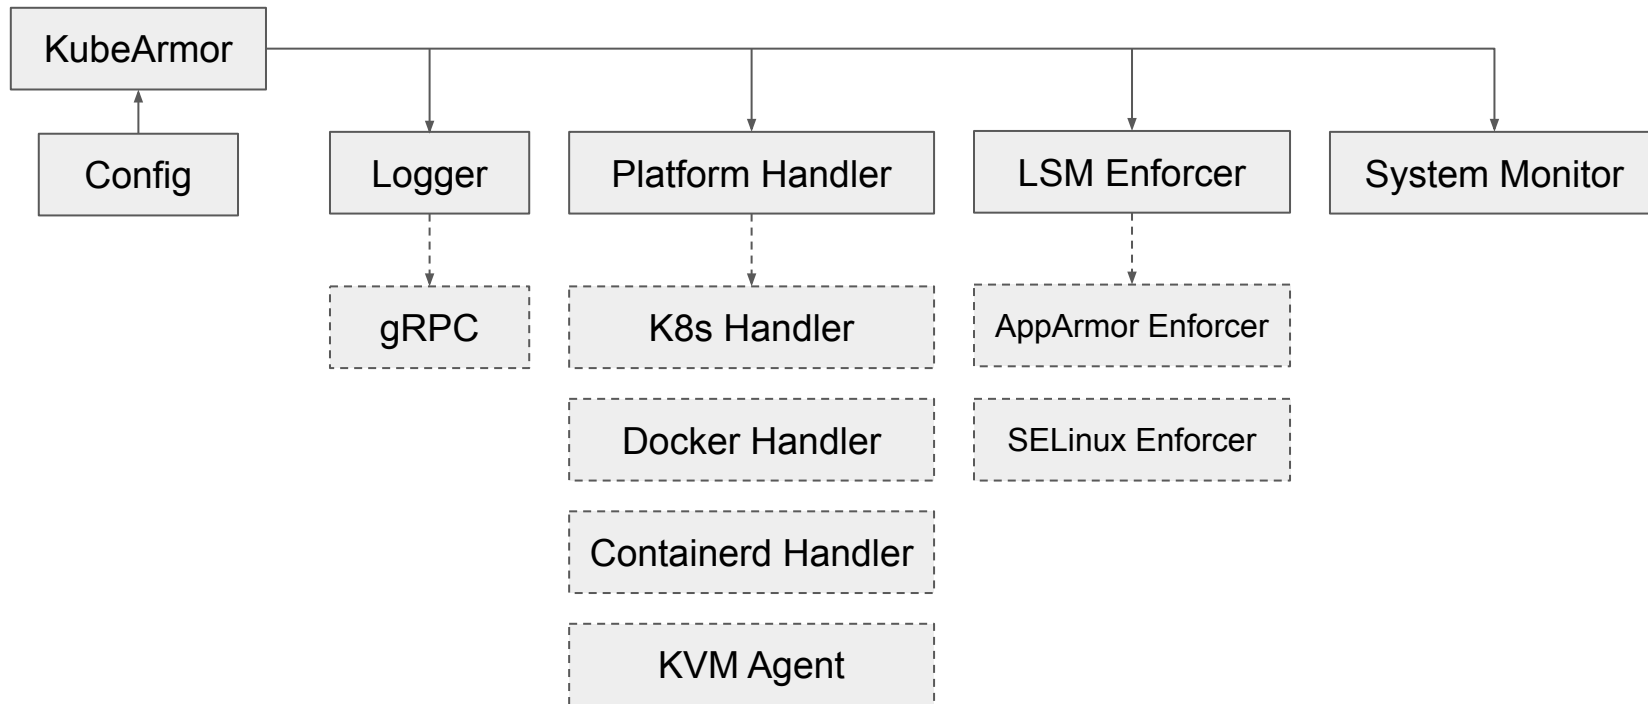 KubeArmor
Config
Logger
Platform Handler
LSM Enforcer
System Monitor
gRPC
K8s Handler
AppArmor Enforcer
Docker Handler
SELinux Enforcer
Containerd Handler
KVM Agent